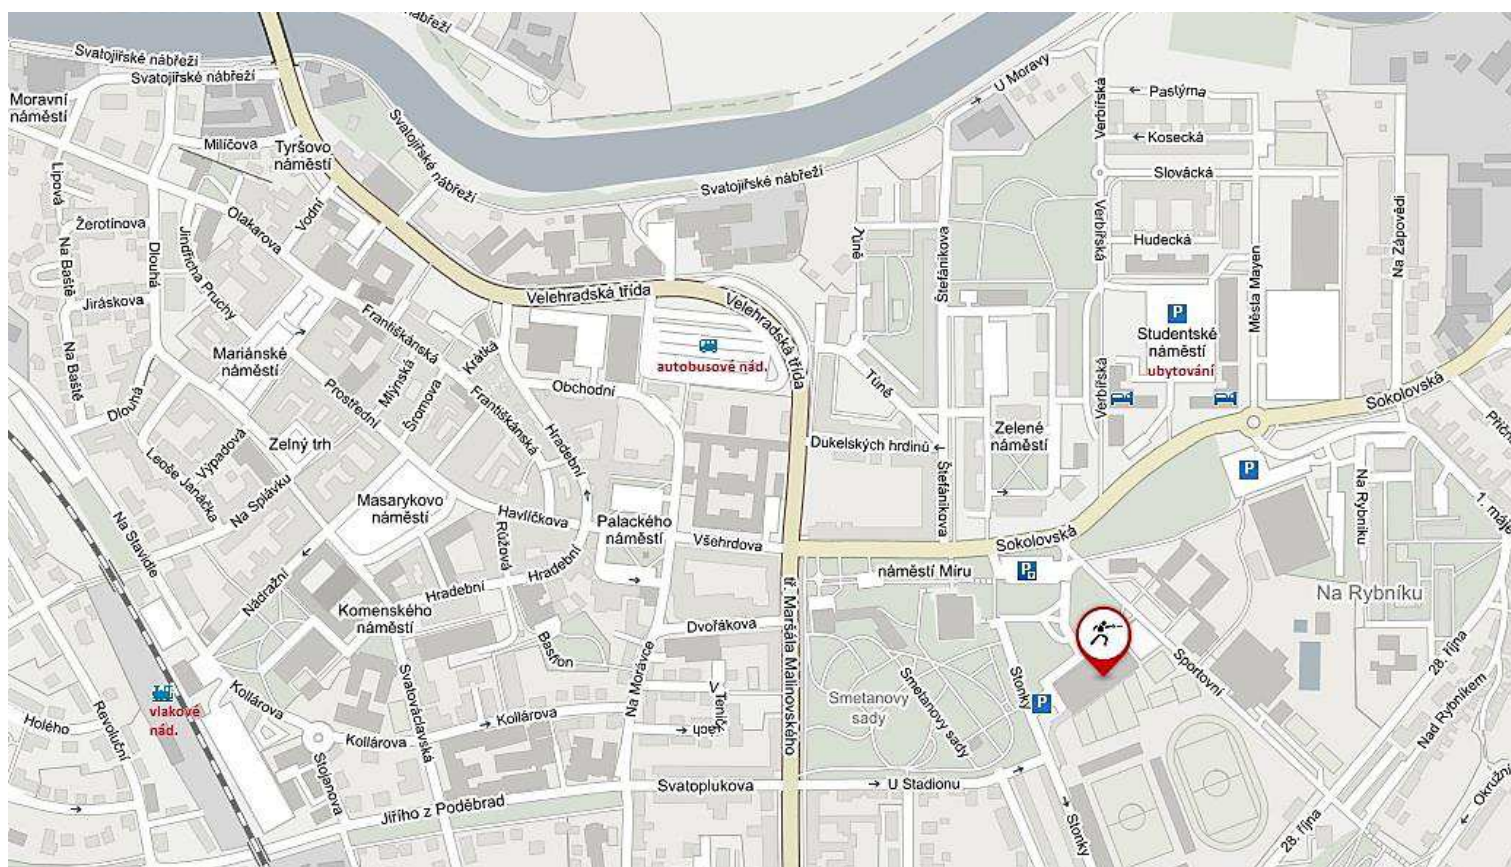 nábřeží
Svatojiřské nábřeží
Svatojiřské nábřeží
Moravní
náměstí
Milíčova
Tyršovo
náměstí
Svatojiřské nábřeží
Svatojiřské nábřeží
U Moravy
← Pastýrna
← Kosecká
Verbířská
Slovácká
Lipová
Žerotínova
Otakarova
Vodní
Na Baště
Dlouhá
Jindřicha Pruchy
Jiráskova
Tůně
Štefánikova
Verbířská
Hudecká
Města Mayen
Na Zápovědi
Velehradská třída
Velehradská třída
P
Studentské
náměstí
ubytování
Františkánská
Krátká
Mariánské
náměstí
Na Baště
Prostřední
Mlýnská
Šromova
Františkánská
Obchodní
autobusové nád.
Tůně
Verbířská
Sokolovská
Dlouhá
Zelný trh
Výpadová
Leoše Janáčka
Na Splávku
Hradební
Dukelských hrdinů
Zelené
náměstí
Štefánikova
P
Na Rybníku
1. máje
Masarykovo
náměstí
Havlíčkova
Růžová
Palackého
náměstí
Všehrdova
Sokolovská
Na Stavidle
Nádražní
Hradební
Hradební
náměstí Míru
P
Na Rybníku
Komenského
náměstí
Bastion
Dvořákova
tř. Maršála Malinovského
Stonky
Sportovní
28. října
vlakové
nád.
Kollárova
Svatováclavská
Na Morávce
Smetanovy
sady
Smetanovy sady
P
Nad Rybníkem
Holého
Revoluční
Kollárova
→ Kollárova
Stojanova
Jiřího z Poděbrad
Svatoplukova
→ U Stadionu
Stonky
28. října
Okružní